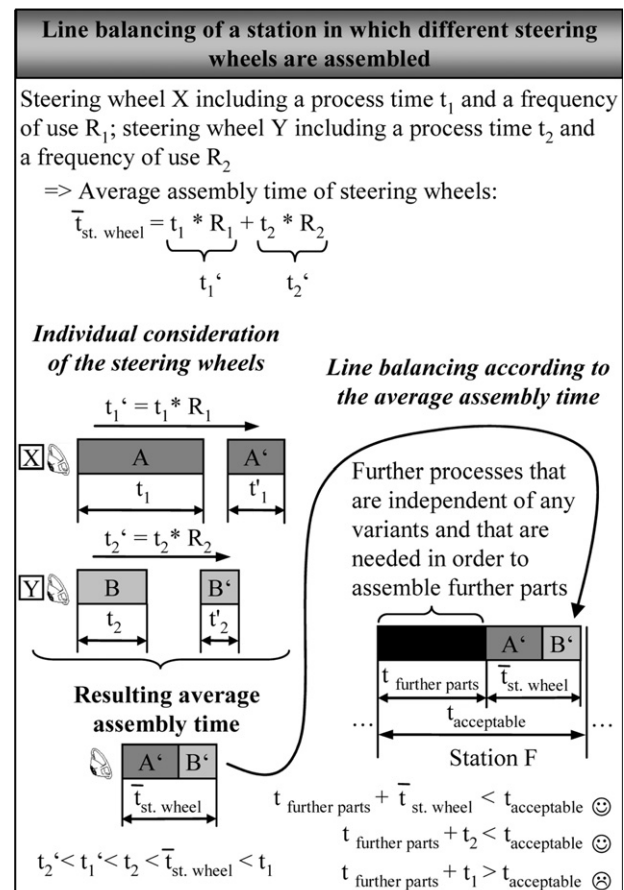 Line balancing of a station in which different steering
wheels are assembled
Steering wheel X including a process time t₁ and a frequency
of use R₁; steering wheel Y including a process time t₂ and
a frequency of use R₂
=> Average assembly time of steering wheels:
t̅st. wheel = t₁ * R₁ + t₂ * R₂
t₁‘ t₂‘
Individual consideration
of the steering wheels
t₁‘ = t₁* R₁
X A A‘
t₁ t'₁
t₂‘ = t₂* R₂
Y B B‘
t₂ t'₂
Resulting average
assembly time
A‘ B‘
t̅st. wheel
t₂‘< t₁‘< t₂ < t̅st. wheel < t₁
Line balancing according to
the average assembly time
Further processes that
are independent of any
variants and that are
needed in order to
assemble further parts
A‘ B‘
t further parts t̅st. wheel
... tacceptable ...
Station F
t further parts + t̅ st. wheel < tacceptable ☺
t further parts + t₂ < tacceptable ☺
t further parts + t₁ > tacceptable ☹